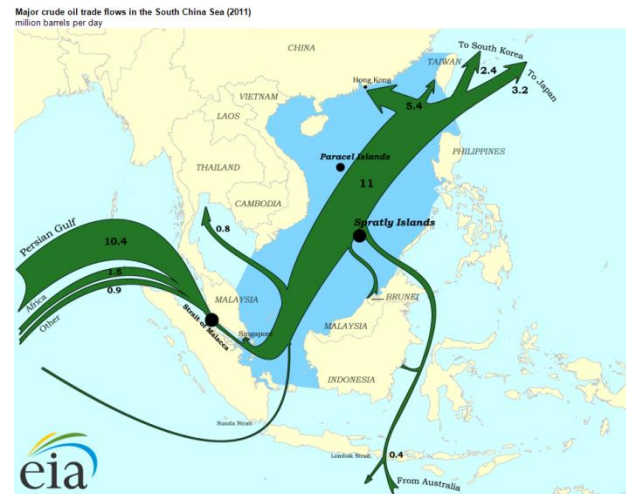 Major crude oil trade flows in the South China Sea (2011)
million barrels per day
CHINA
TAIWAN
To South Korea
2.4
To Japan
3.2
Hong Kong
5.4
VIETNAM
LAOS
Paracel Islands
PHILIPPINES
THAILAND
11
CAMBODIA
Spratly Islands
0.8
Persian Gulf
10.4
1.5
Africa
0.9
Other
MALAYSIA
BRUNEI
Strait of Malacca
Singapore
MALAYSIA
INDONESIA
Sunda Strait
Lombok Strait
0.4
From Australia
eia